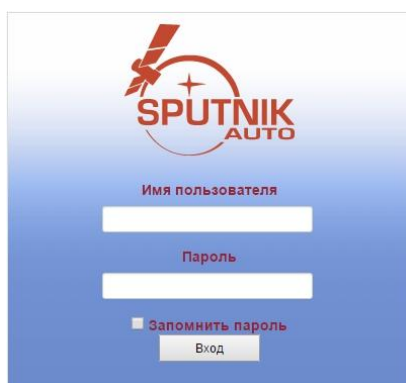 SPUTNIK
AUTO
Имя пользователя
Пароль
Запомнить пароль
Вход